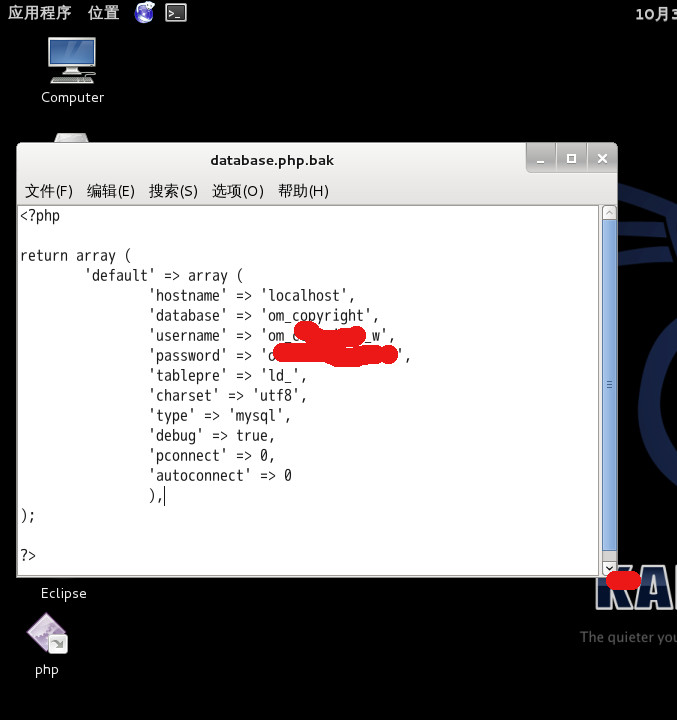 应用程序 位置
10月3
Computer
database.php.bak
文件(F) 编辑(E) 搜索(S) 选项(O) 帮助(H)
<?php
return array (
'default' => array (
'hostname' => 'localhost',
'database' => 'om_copyright',
'username' => 'om_ _w',
'password' => ' ',
'tablepre' => 'ld_',
'charset' => 'utf8',
'type' => 'mysql',
'debug' => true,
'pconnect' => 0,
'autoconnect' => 0
),
);
?>
Eclipse
KA
The quieter you
php